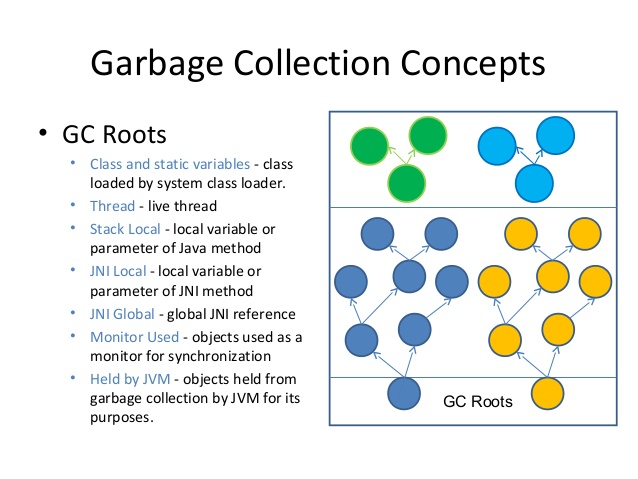 Garbage Collection Concepts
• GC Roots
• Class and static variables - class
loaded by system class loader.
• Thread - live thread
• Stack Local - local variable or
parameter of Java method
• JNI Local - local variable or
parameter of JNI method
• JNI Global - global JNI reference
• Monitor Used - objects used as a
monitor for synchronization
• Held by JVM - objects held from
garbage collection by JVM for its
purposes.
GC Roots